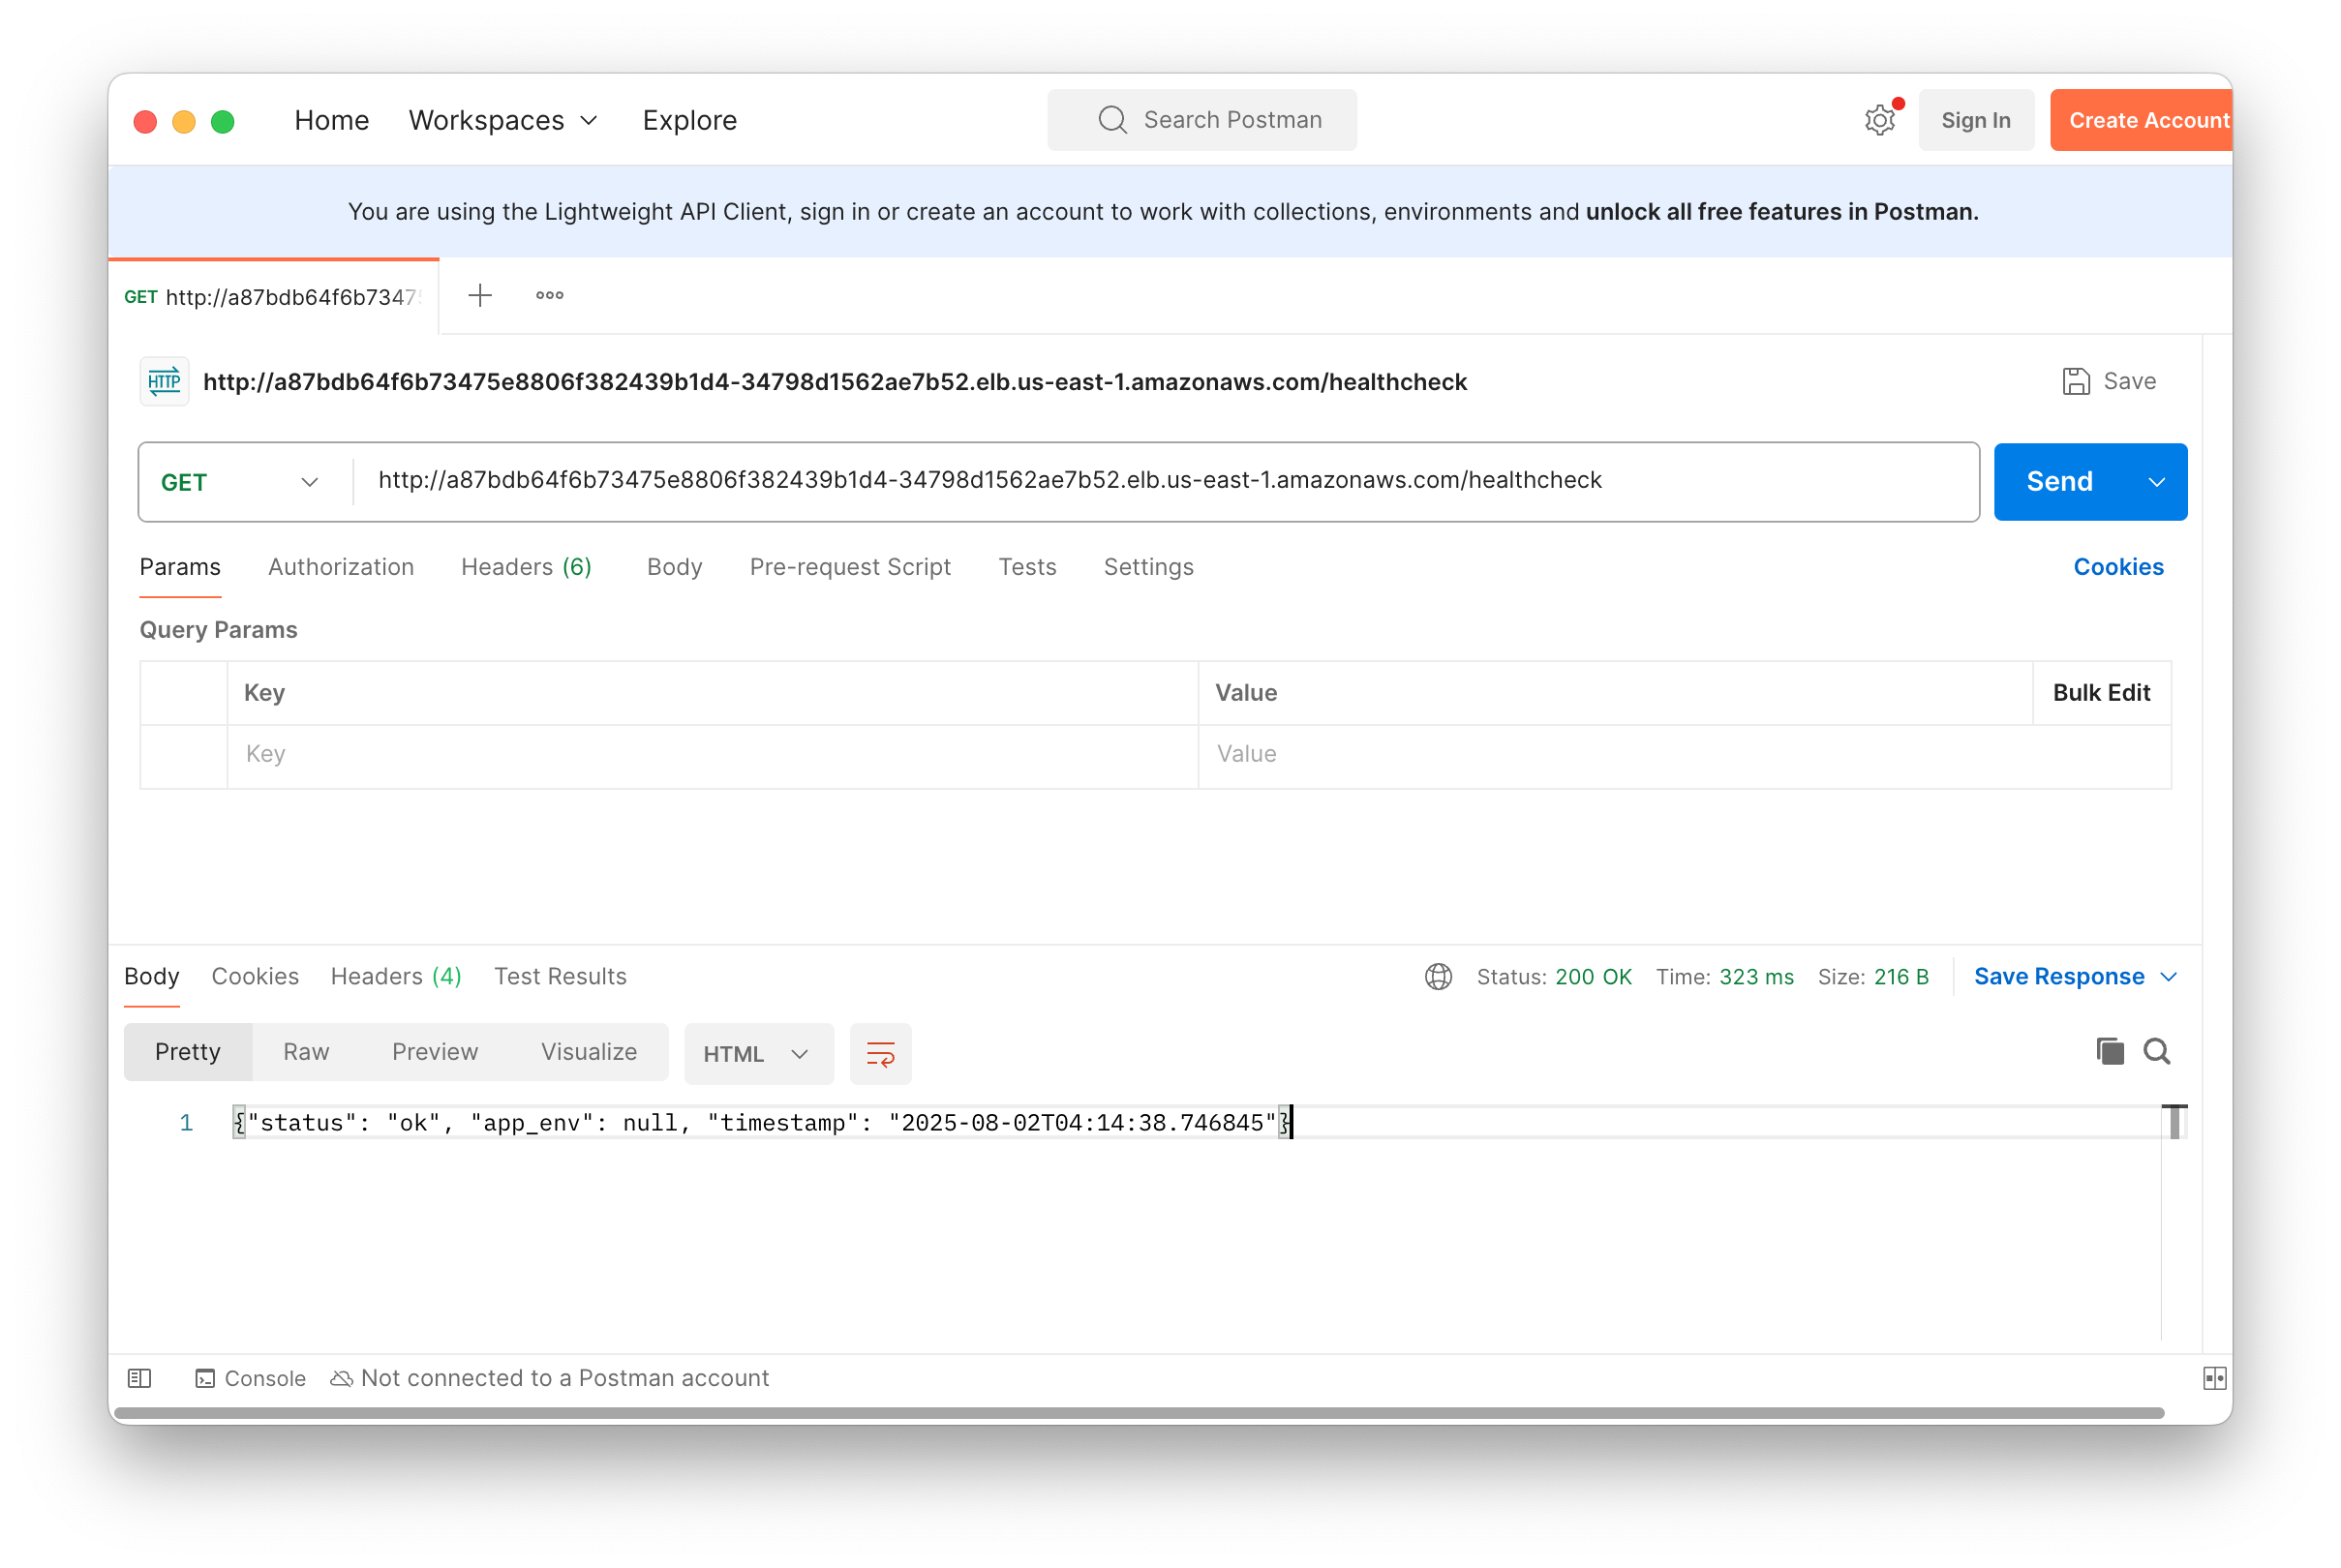 Home Workspaces Explore Search Postman Sign In Create Account
You are using the Lightweight API Client, sign in or create an account to work with collections, environments and unlock all free features in Postman.
GET http://a87bdb64f6b73475
HTTP http://a87bdb64f6b73475e8806f382439b1d4-34798d1562ae7b52.elb.us-east-1.amazonaws.com/healthcheck Save
GET http://a87bdb64f6b73475e8806f382439b1d4-34798d1562ae7b52.elb.us-east-1.amazonaws.com/healthcheck Send
Params Authorization Headers (6) Body Pre-request Script Tests Settings Cookies
Query Params
Key Value Bulk Edit
Key Value
Body Cookies Headers (4) Test Results Status: 200 OK Time: 323 ms Size: 216 B Save Response
Pretty Raw Preview Visualize HTML
1 {"status": "ok", "app_env": null, "timestamp": "2025-08-02T04:14:38.746845"}
Console Not connected to a Postman account